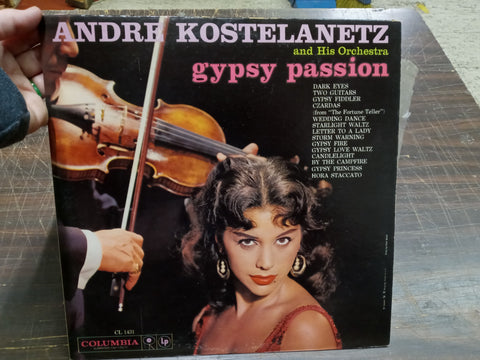 ANDRE KOSTELANETZ
and His Orchestra
gypsy passion
DARK EYES
TWO GUITARS
GYPSY FIDDLER
CZARDAS
(from "The Fortune Teller")
WEDDING DANCE
STARLIGHT WALTZ
LETTER TO A LADY
STORM WARNING
GYPSY FIRE
GYPSY LOVE WALTZ
CANDLELIGHT
BY THE CAMPFIRE
GYPSY PRINCESS
HORA STACCATO
CL 1431
COLUMBIA
Lp